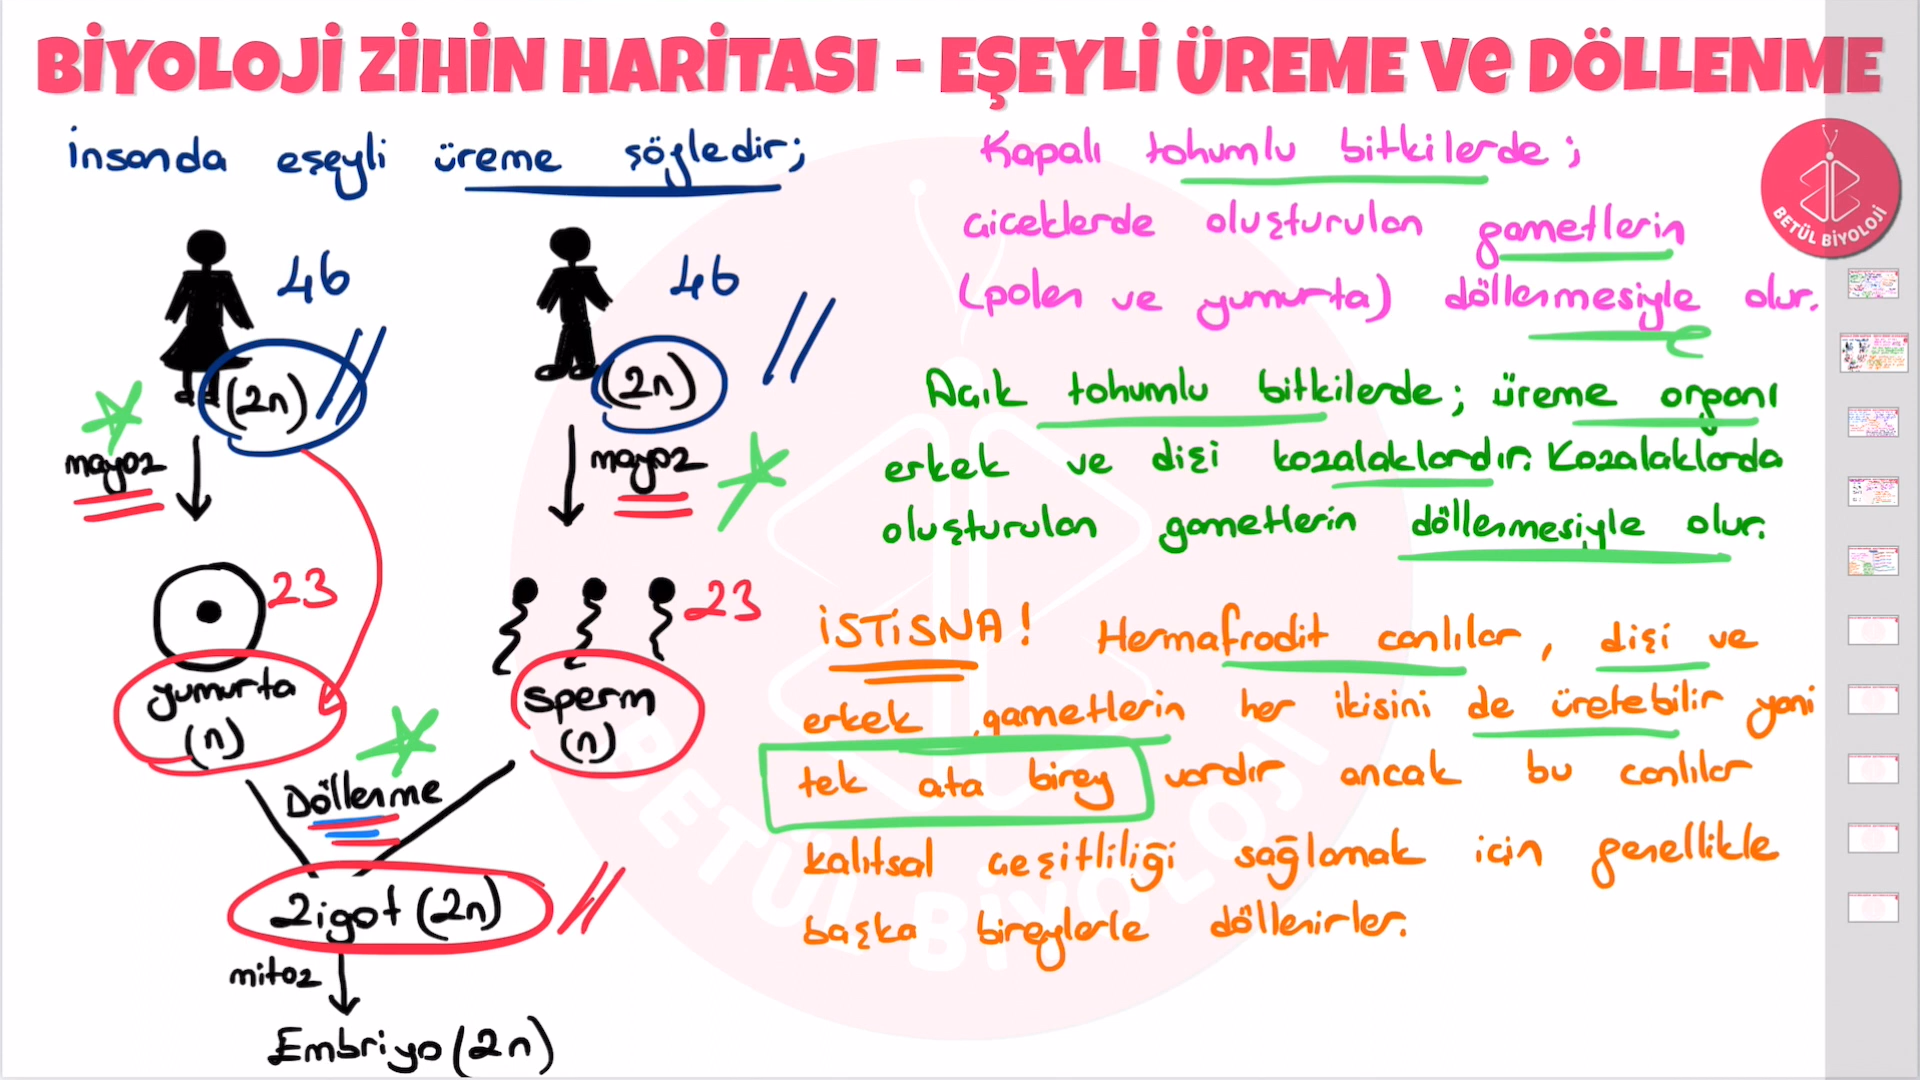 BİYOLOJİ ZİHİN HARİTASI - EŞEYLİ ÜREME ve DÖLLENME
İnsanda eşeyli üreme şöyledir;
46
(2n)
46
(2n)
mayoz
mayoz
23
23
yumurta
(n)
sperm
(n)
Döllenme
Zigot (2n)
mitoz
Embriyo (2n)
Kapalı tohumlu bitkilerde;
çiçeklerde oluşturulan gametlerin
(polen ve yumurta) döllenmesiyle olur.
Açık tohumlu bitkilerde; üreme organı
erkek ve dişi kozalaklardır. Kozalaklarda
oluşturulan gametlerin döllenmesiyle olur.
İSTİSNA! Hermafrodit canlılar, dişi ve
erkek gametlerin her ikisini de üretebilir yani
tek ata birey vardır ancak bu canlılar
kalıtsal çeşitliliği sağlamak için genellikle
başka bireylerle döllenirler.
BETÜL BİYOLOJİ
BETÜL BİYOLOJİ